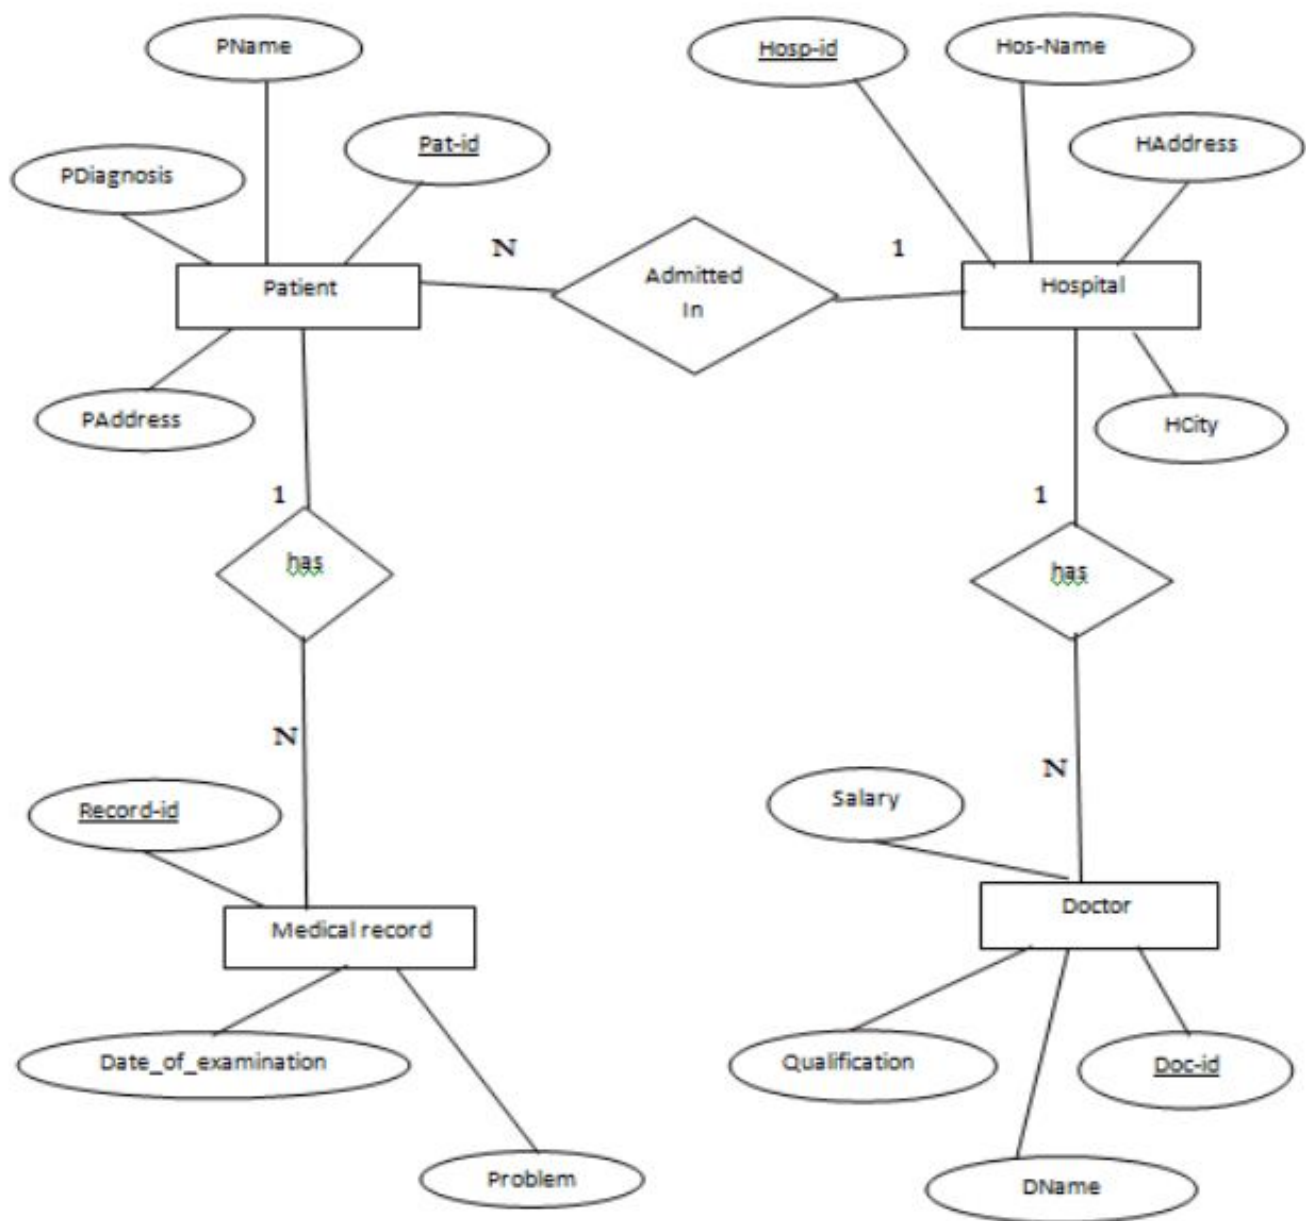 PName
Hosp-id
Hos-Name
Pat-id
HAddress
PDiagnosis
N
1
Admitted
In
Patient
Hospital
PAddress
HCity
1
1
has
has
N
N
Salary
Record-id
Doctor
Medical record
Date_of_examination
Qualification
Doc-id
Problem
DName